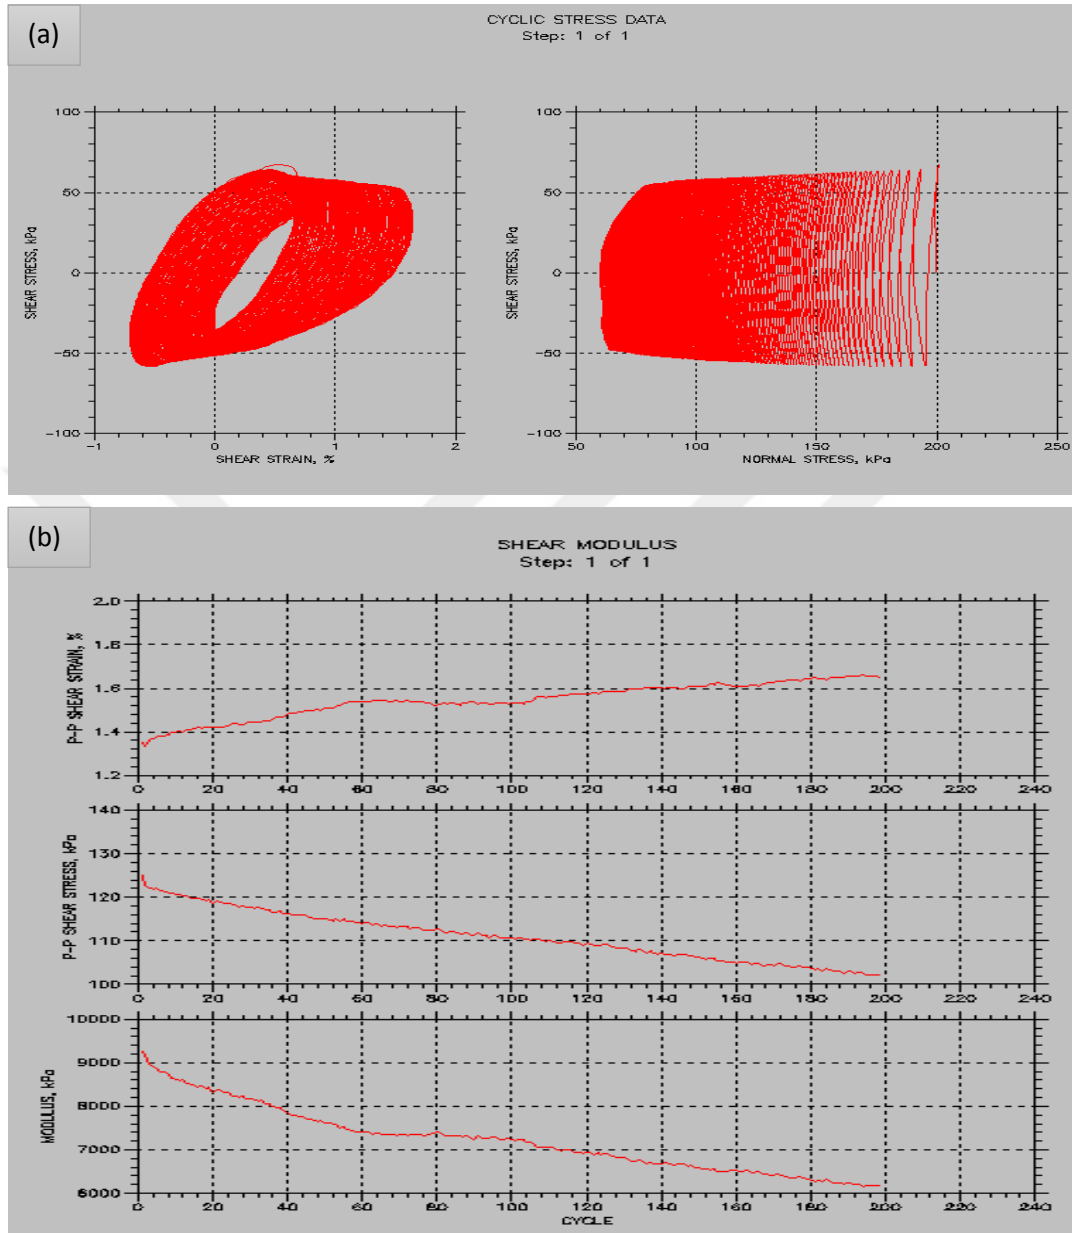 (a)
CYCLIC STRESS DATA
Step: 1 of 1
SHEAR STRESS, kPa
100
50
0
-50
-100
-1 0 1 2
SHEAR STRAIN, %
SHEAR STRESS, kPa
100
50
0
-50
-100
50 100 150 200 250
NORMAL STRESS, kPa
(b)
SHEAR MODULUS
Step: 1 of 1
P-P SHEAR STRAIN, %
2.0
1.8
1.6
1.4
1.2
0 20 40 60 80 100 120 140 160 180 200 220 240
P-P SHEAR STRESS, kPa
140
130
120
110
100
0 20 40 60 80 100 120 140 160 180 200 220 240
MODULUS, kPa
10000
9000
8000
7000
6000
0 20 40 60 80 100 120 140 160 180 200 220 240
CYCLE